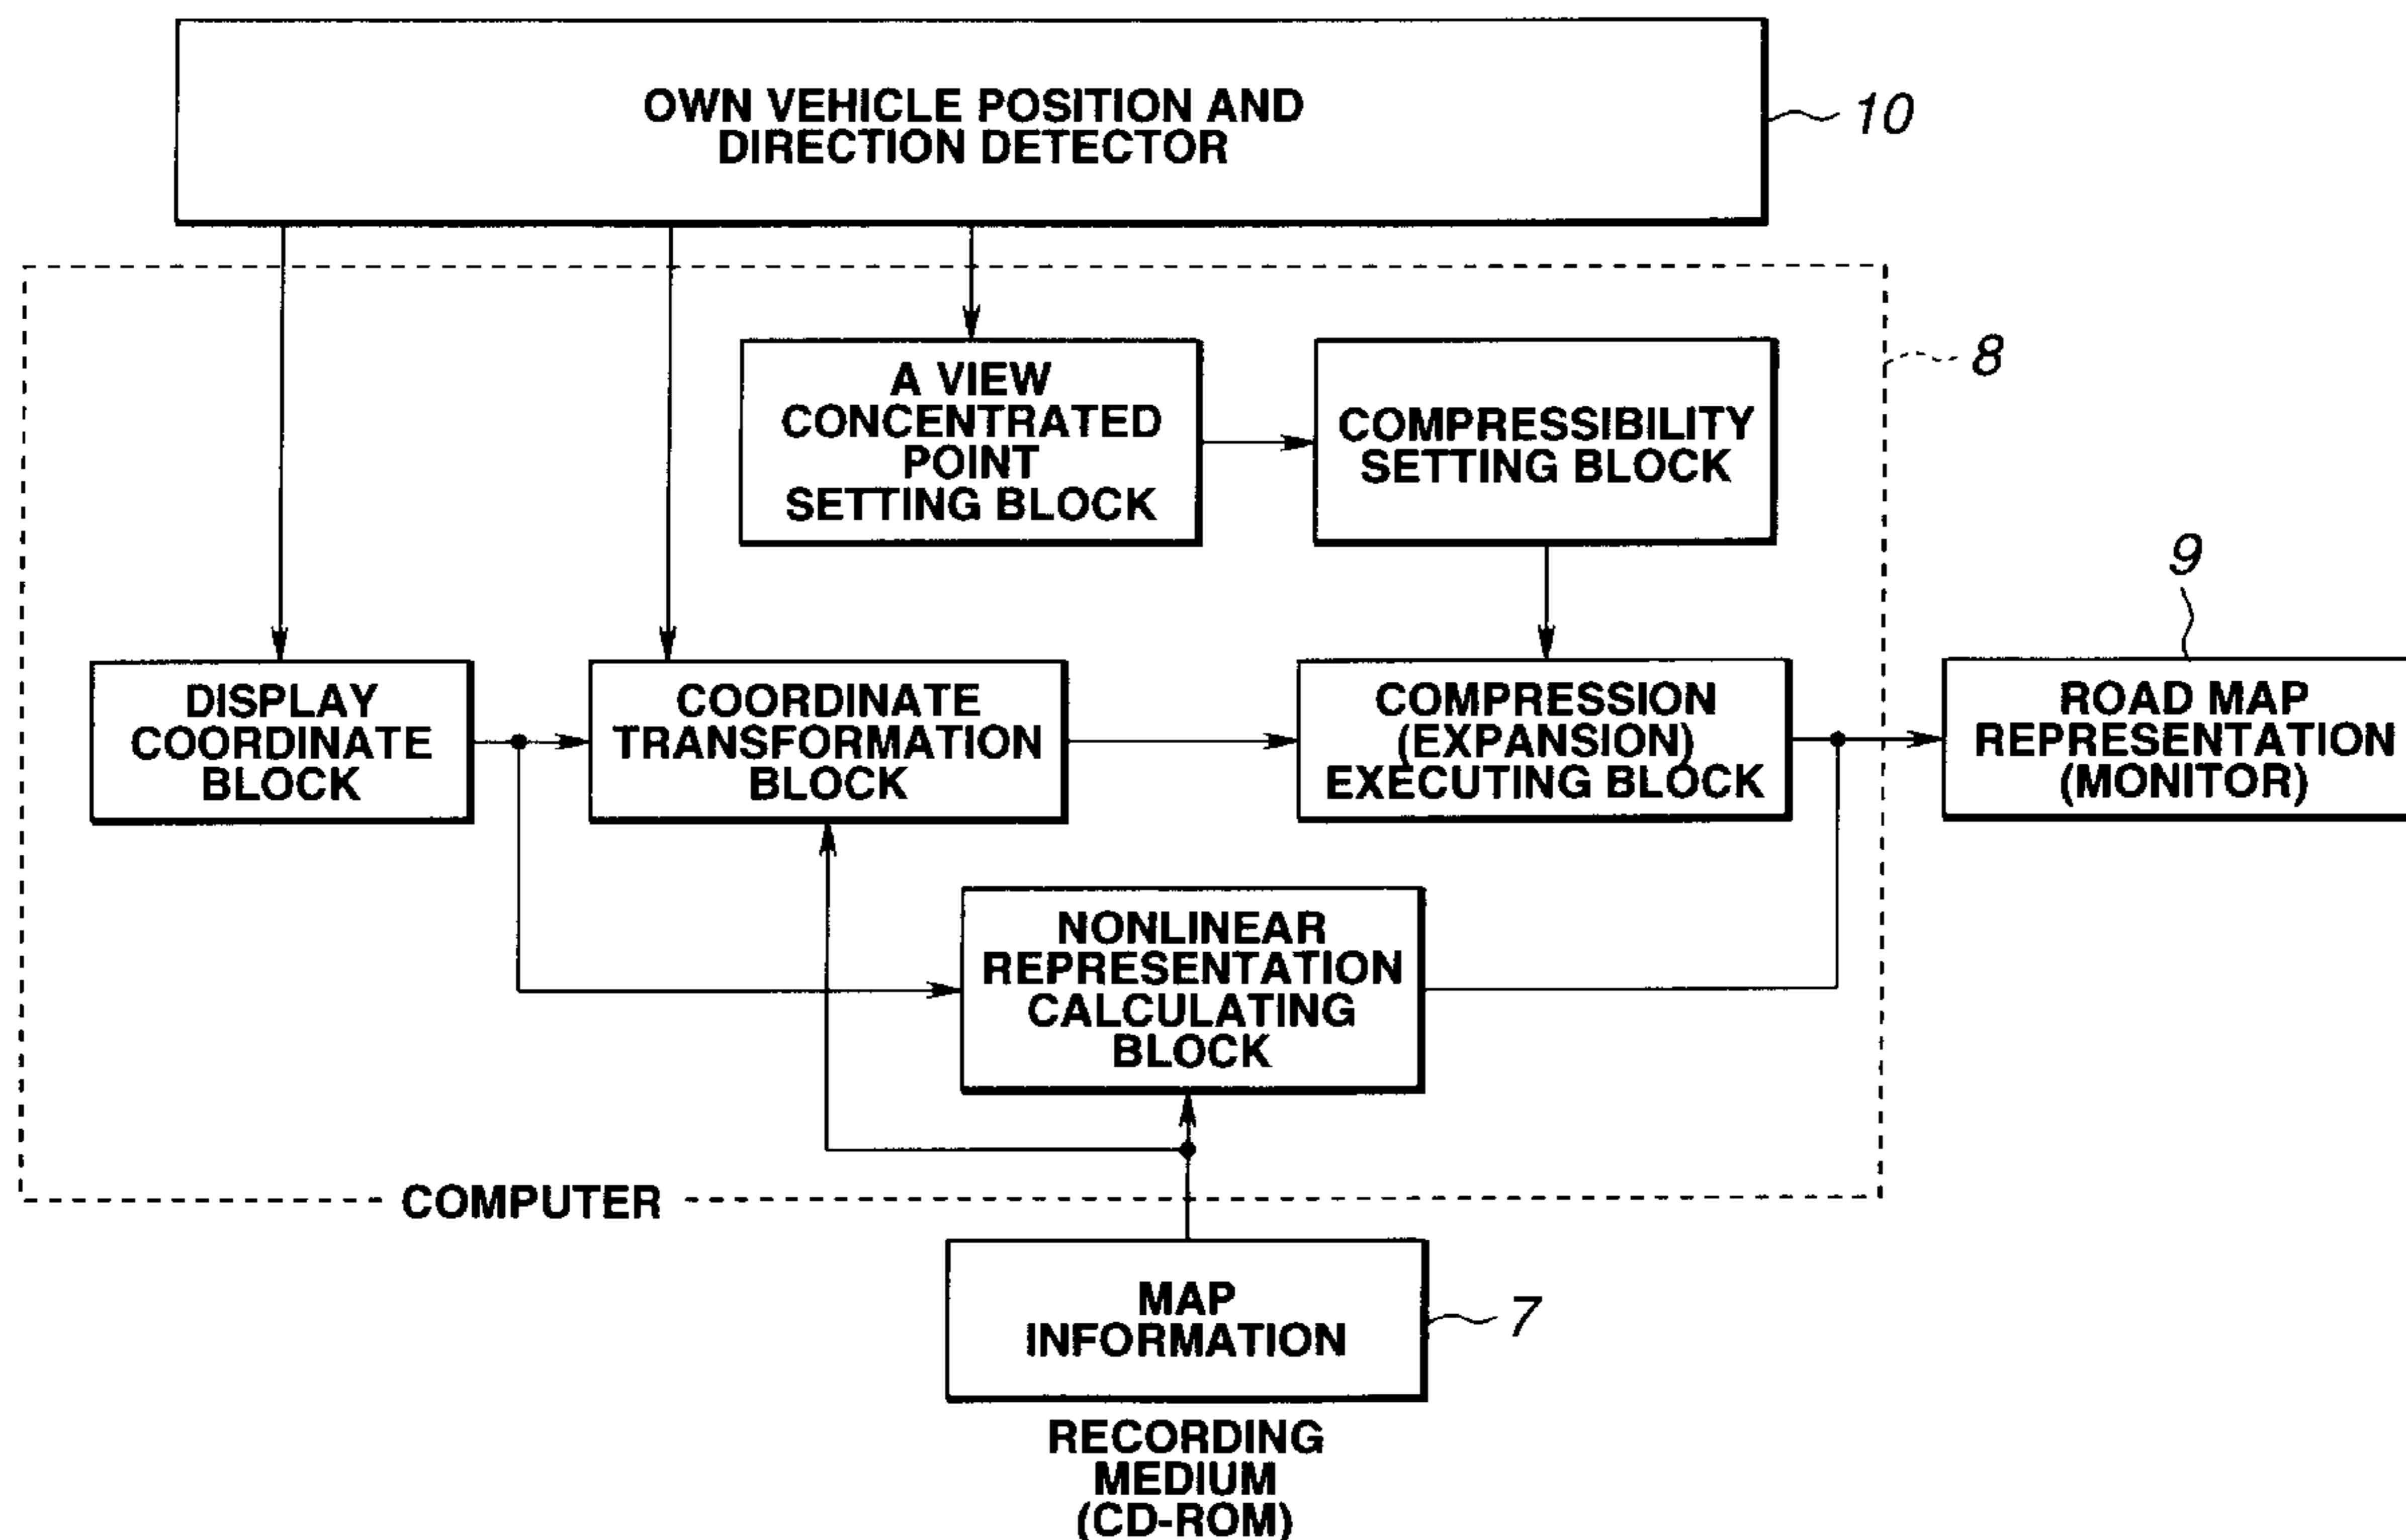 OWN VEHICLE POSITION AND
DIRECTION DETECTOR
10
A VIEW
CONCENTRATED
POINT
SETTING BLOCK
COMPRESSIBILITY
SETTING BLOCK
8
9
DISPLAY
COORDINATE
BLOCK
COORDINATE
TRANSFORMATION
BLOCK
COMPRESSION
(EXPANSION)
EXECUTING BLOCK
ROAD MAP
REPRESENTATION
(MONITOR)
NONLINEAR
REPRESENTATION
CALCULATING
BLOCK
COMPUTER
MAP
INFORMATION
7
RECORDING
MEDIUM
(CD-ROM)